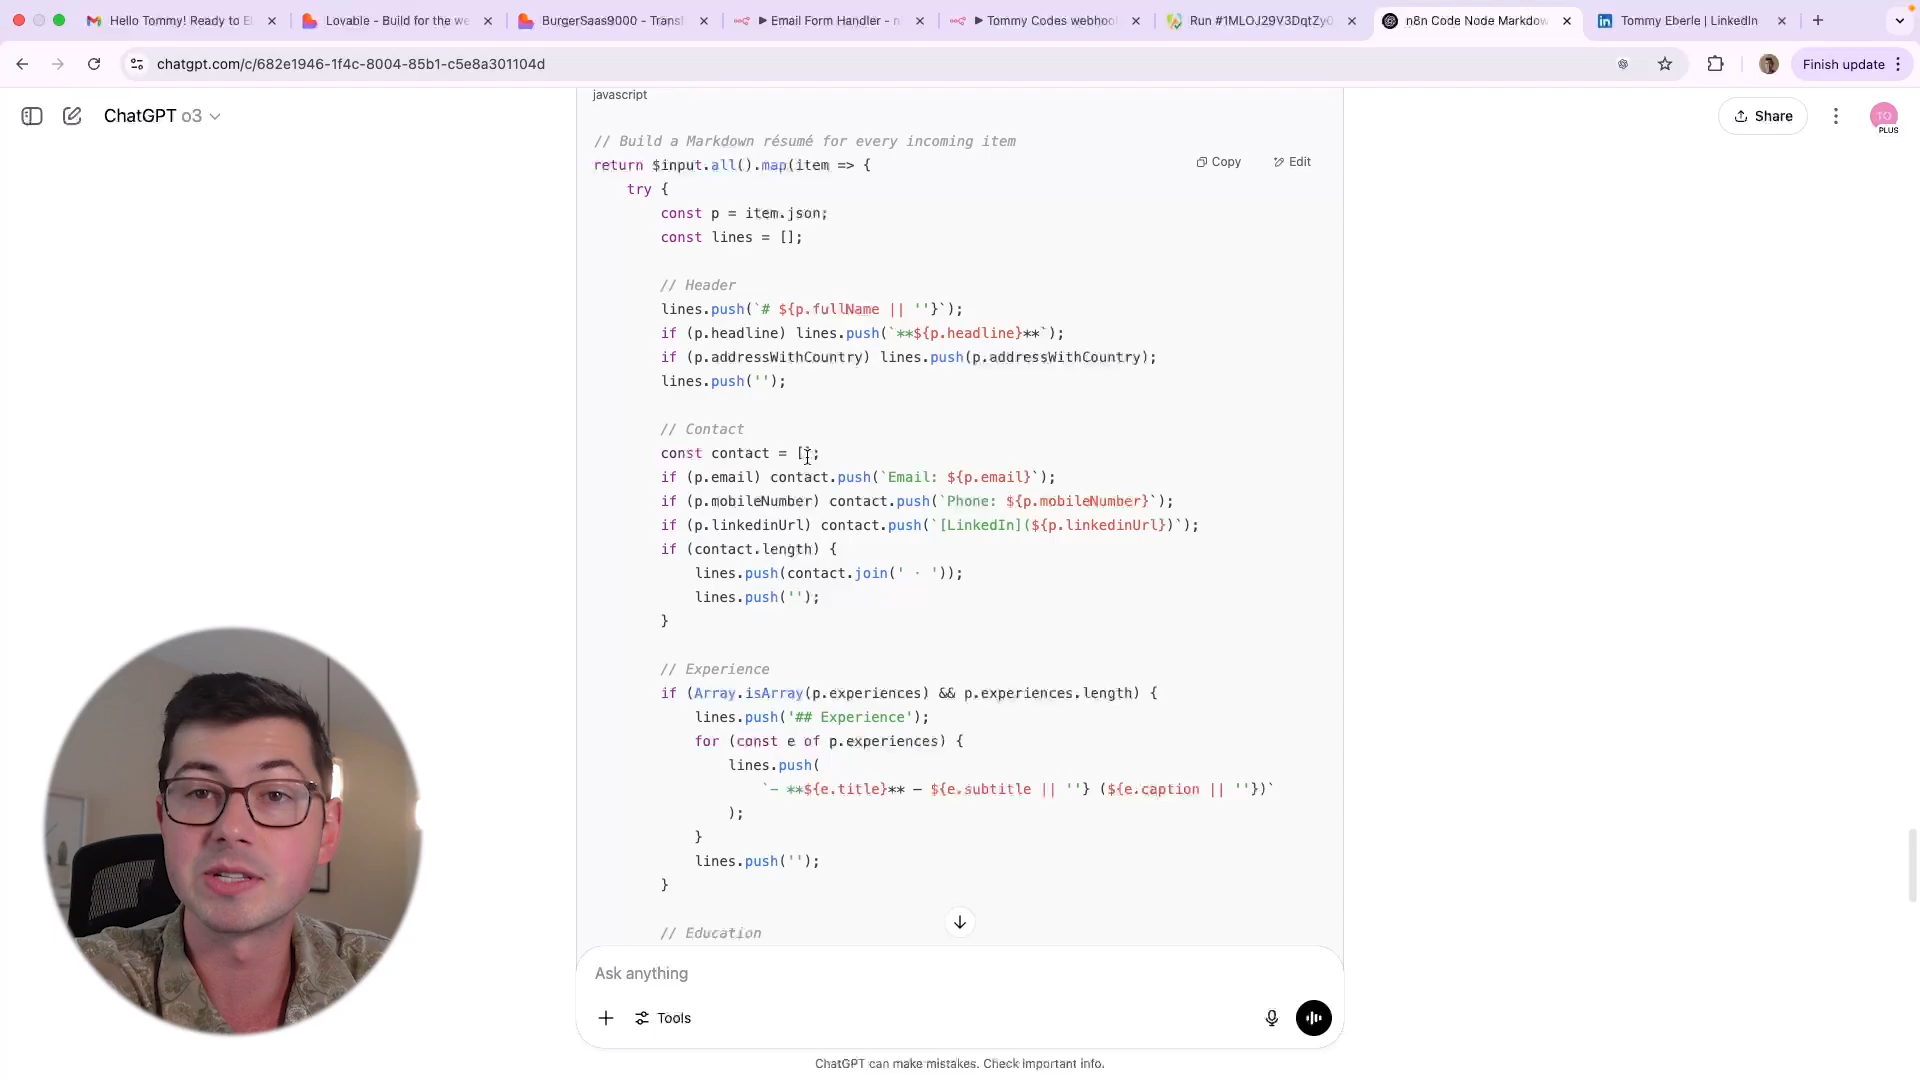 Hello Tommy! Ready to E
Lovable - Build for the we
BurgerSaas9000 - Transl
Email Form Handler - n
Tommy Codes webhoo
Run #1MLOJ29V3DqtZy0
n8n Code Node Markdow
Tommy Eberle | LinkedIn
chatgpt.com/c/682e1946-1f4c-8004-85b1-c5e8a301104d
Finish update
ChatGPT o3
Share
TO
PLUS
javascript
Copy
Edit
// Build a Markdown résumé for every incoming item
return $input.all().map(item => {
try {
const p = item.json;
const lines = [];
// Header
lines.push(`# ${p.fullName || ''}`);
if (p.headline) lines.push(`**${p.headline}**`);
if (p.addressWithCountry) lines.push(p.addressWithCountry);
lines.push('');
// Contact
const contact = [];
if (p.email) contact.push(`Email: ${p.email}`);
if (p.mobileNumber) contact.push(`Phone: ${p.mobileNumber}`);
if (p.linkedinUrl) contact.push(`[LinkedIn](${p.linkedinUrl})`);
if (contact.length) {
lines.push(contact.join(' · '));
lines.push('');
}
// Experience
if (Array.isArray(p.experiences) && p.experiences.length) {
lines.push('## Experience');
for (const e of p.experiences) {
lines.push(
`- **${e.title}** — ${e.subtitle || ''} (${e.caption || ''})`
);
}
lines.push('');
}
// Education
Ask anything
Tools
ChatGPT can make mistakes. Check important info.